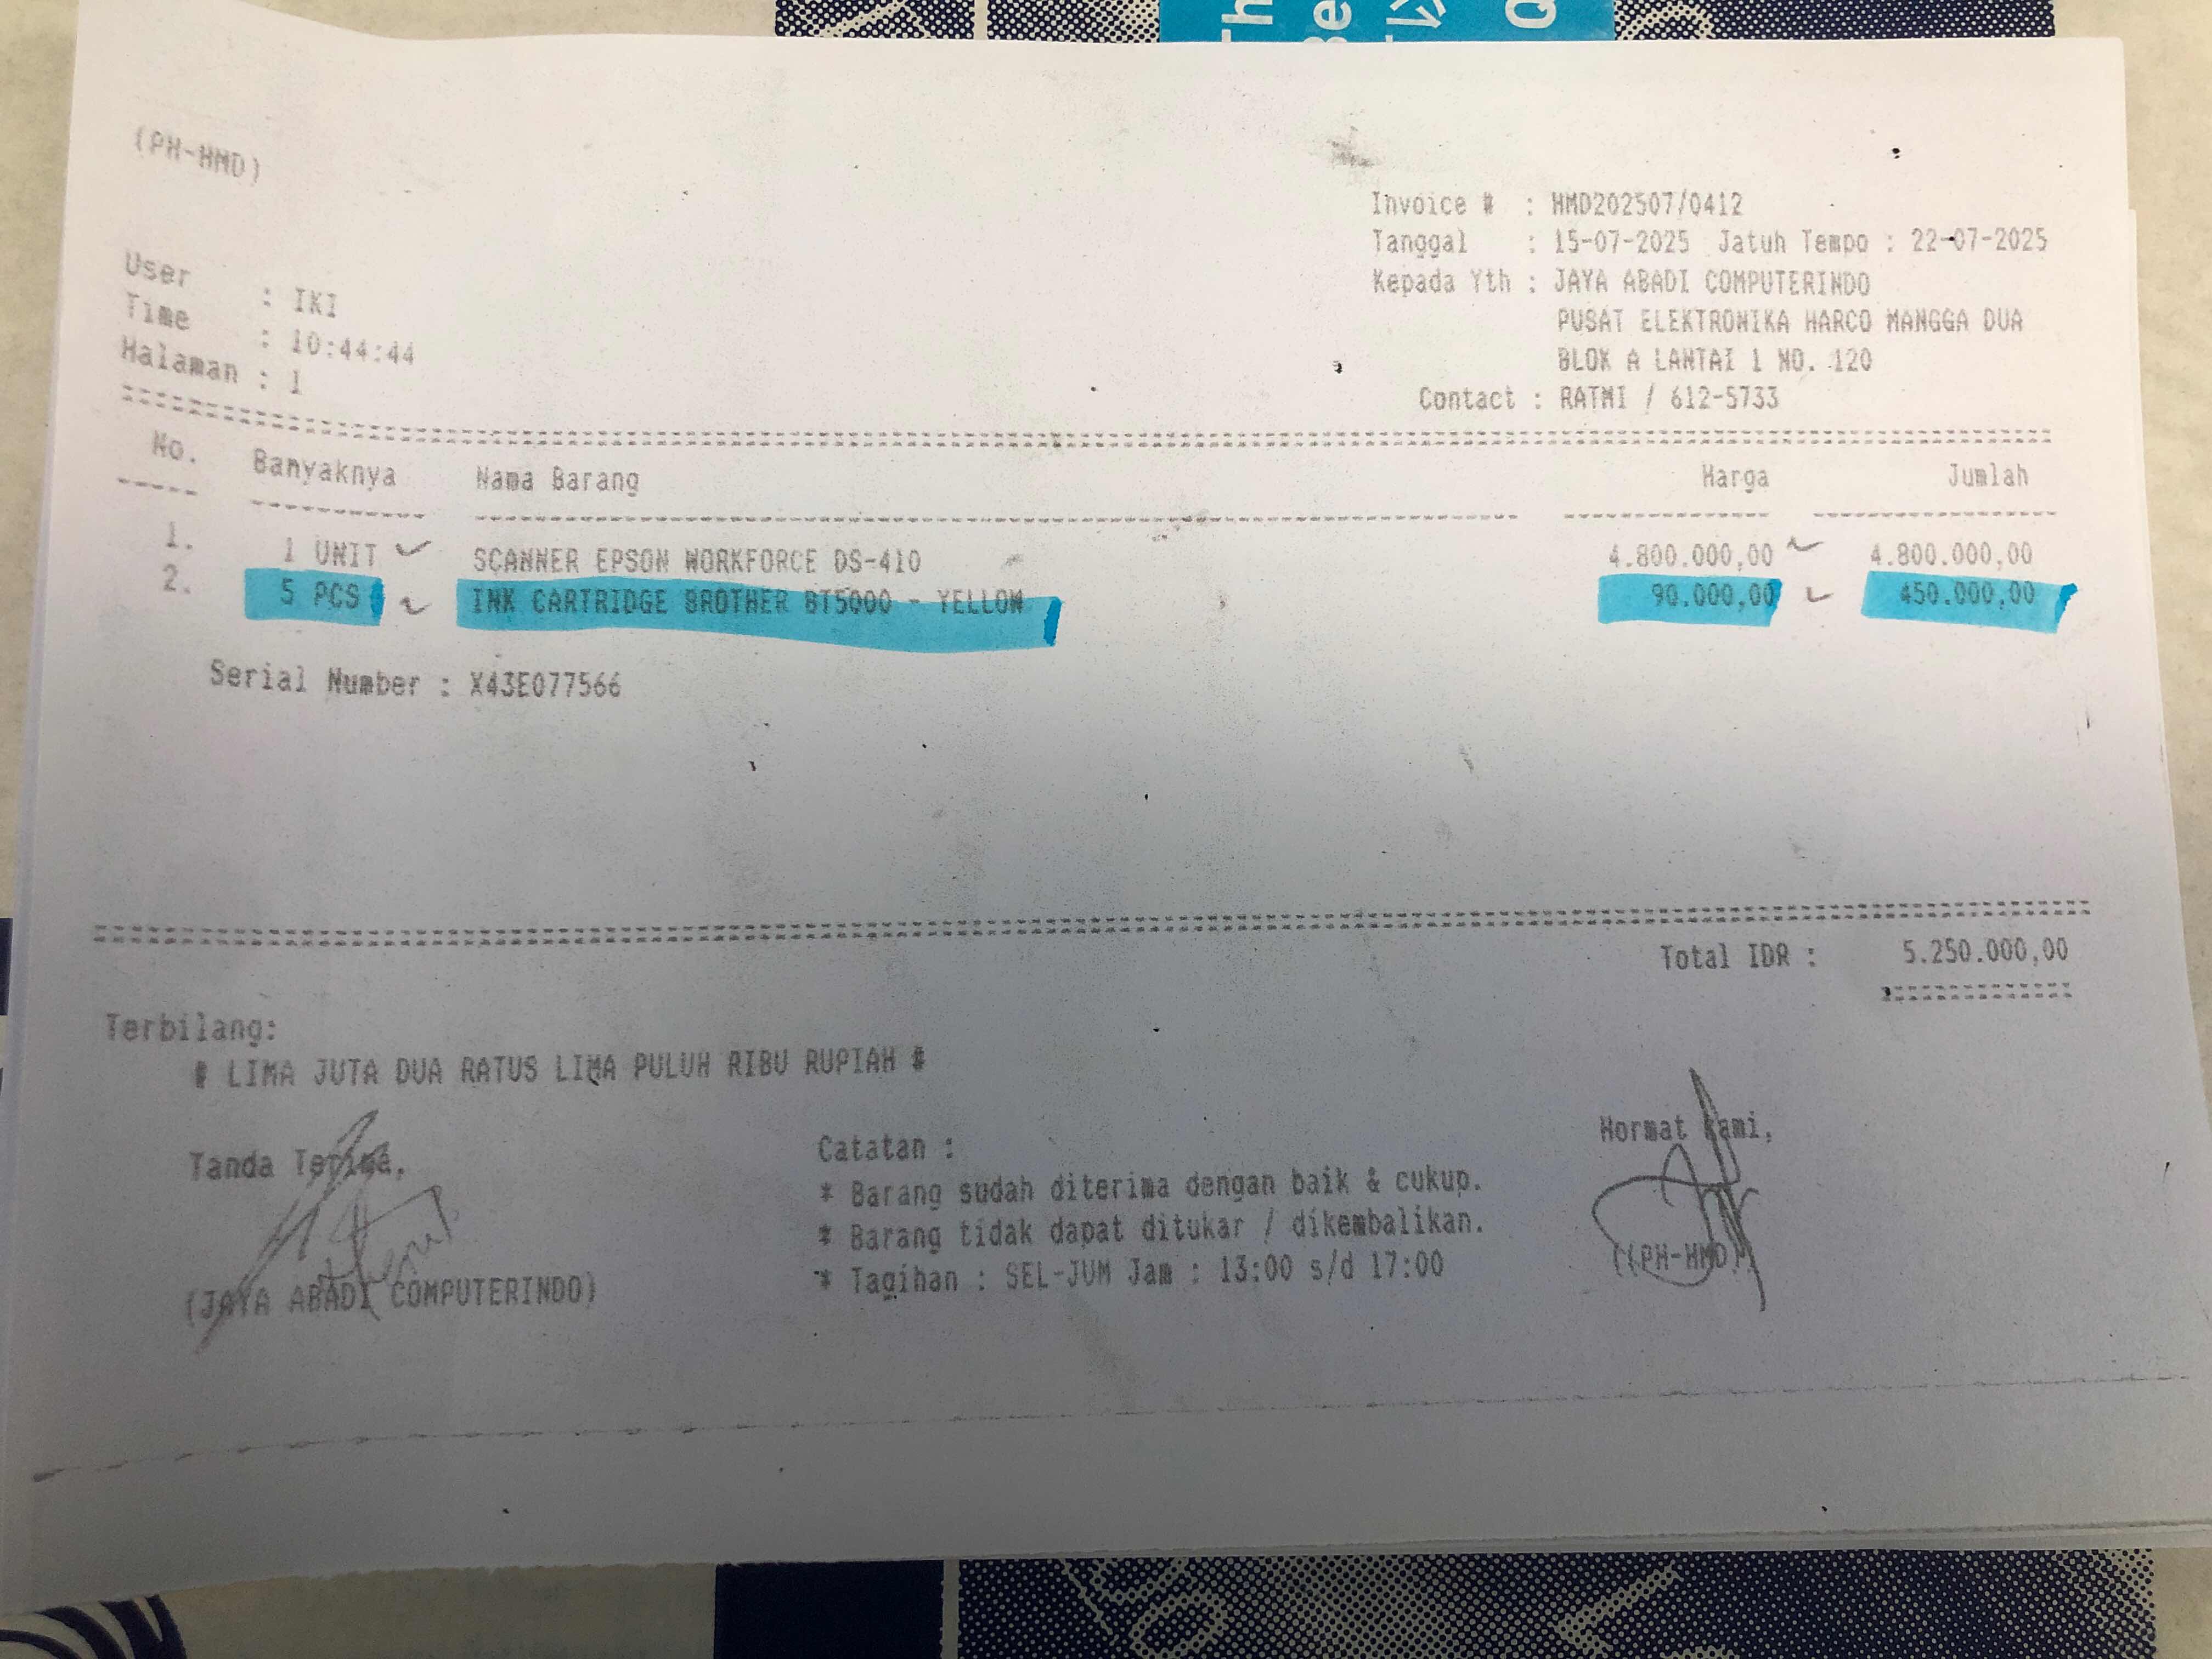 Th
Be
Q
(PH-HMD)
Invoice # : HMD202507/0412
Tanggal : 15-07-2025 Jatuh Tempo : 22-07-2025
Kepada Yth : JAYA ABADI COMPUTERINDO
PUSAT ELEKTRONIKA HARCO MANGGA DUA
BLOK A LANTAI 1 NO. 120
Contact : RATMI / 612-5733
User : IKI
Time : 10:44:44
Halaman : 1
No. Banyaknya Nama Barang Harga Jumlah
1. 1 UNIT SCANNER EPSON WORKFORCE DS-410 4.800.000,00 4.800.000,00
2. 5 PCS INK CARTRIDGE BROTHER BT5000 - YELLOW 90.000,00 450.000,00
Serial Number : X43E077566
Total IDR : 5.250.000,00
Terbilang:
# LIMA JUTA DUA RATUS LIMA PULUH RIBU RUPIAH #
Tanda Terima,
(JAYA ABADI COMPUTERINDO)
Catatan :
* Barang sudah diterima dengan baik & cukup.
* Barang tidak dapat ditukar / dikembalikan.
* Tagihan : SEL-JUM Jam : 13:00 s/d 17:00
Hormat Kami,
((PH-HMD))